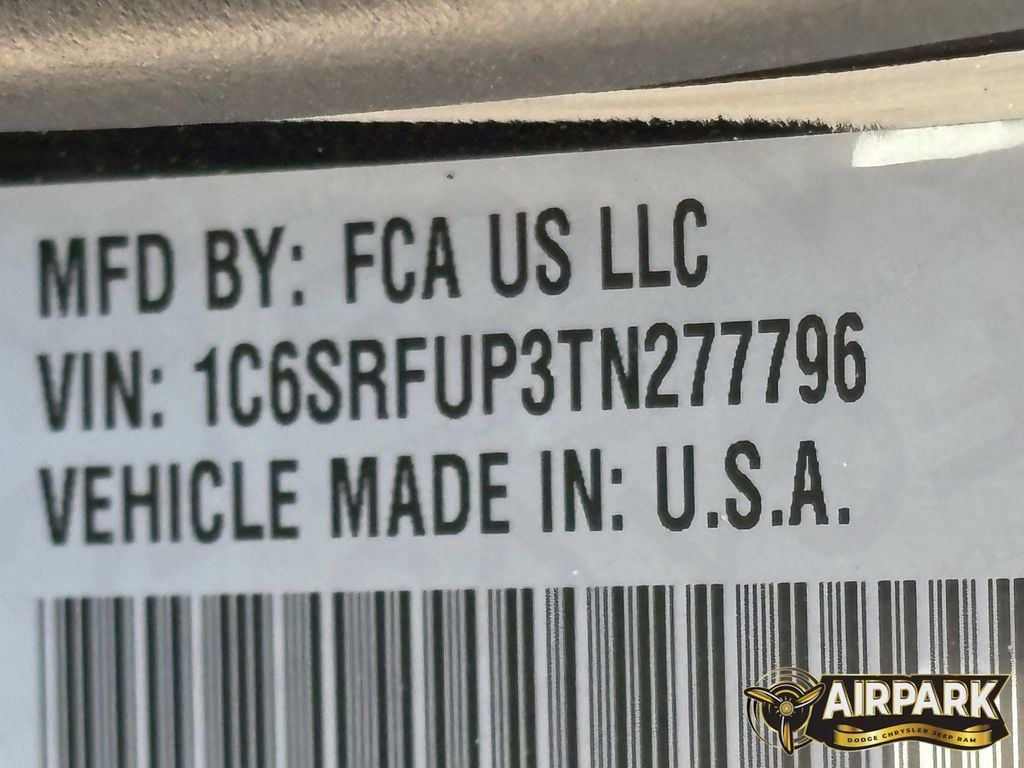 MFD BY: FCA US LLC
VIN: 1C6SRFUP3TN277796
VEHICLE MADE IN: U.S.A.
AIRPARK
DODGE CHRYSLER JEEP RAM